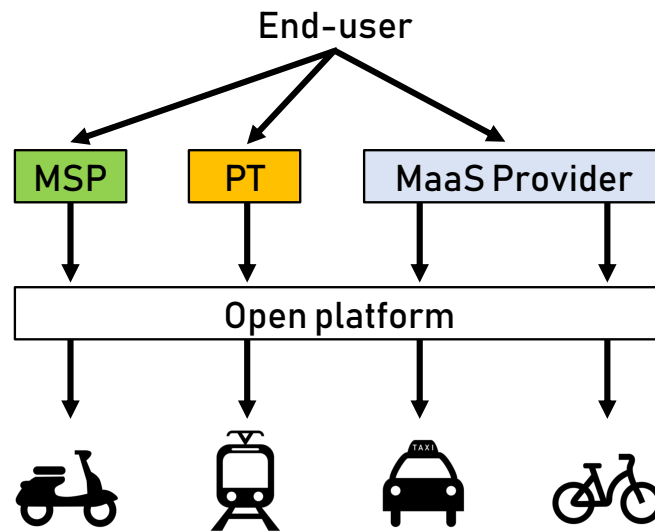 End-user
MSP
PT
MaaS Provider
Open platform
TAXI